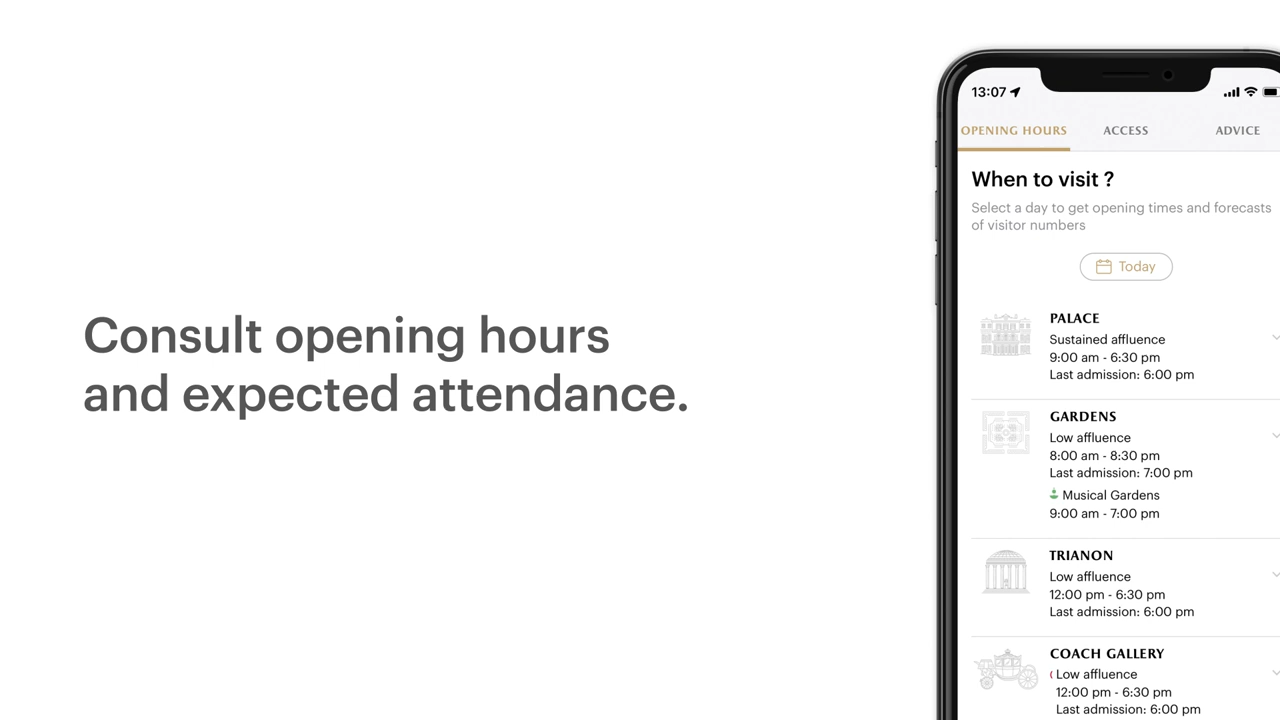 Consult opening hours
and expected attendance.
13:07
OPENING HOURS
ACCESS
ADVICE
When to visit ?
Select a day to get opening times and forecasts
of visitor numbers
Today
PALACE
Sustained affluence
9:00 am - 6:30 pm
Last admission: 6:00 pm
GARDENS
Low affluence
8:00 am - 8:30 pm
Last admission: 7:00 pm
Musical Gardens
9:00 am - 7:00 pm
TRIANON
Low affluence
12:00 pm - 6:30 pm
Last admission: 6:00 pm
COACH GALLERY
Low affluence
12:00 pm - 6:30 pm
Last admission: 6:00 pm